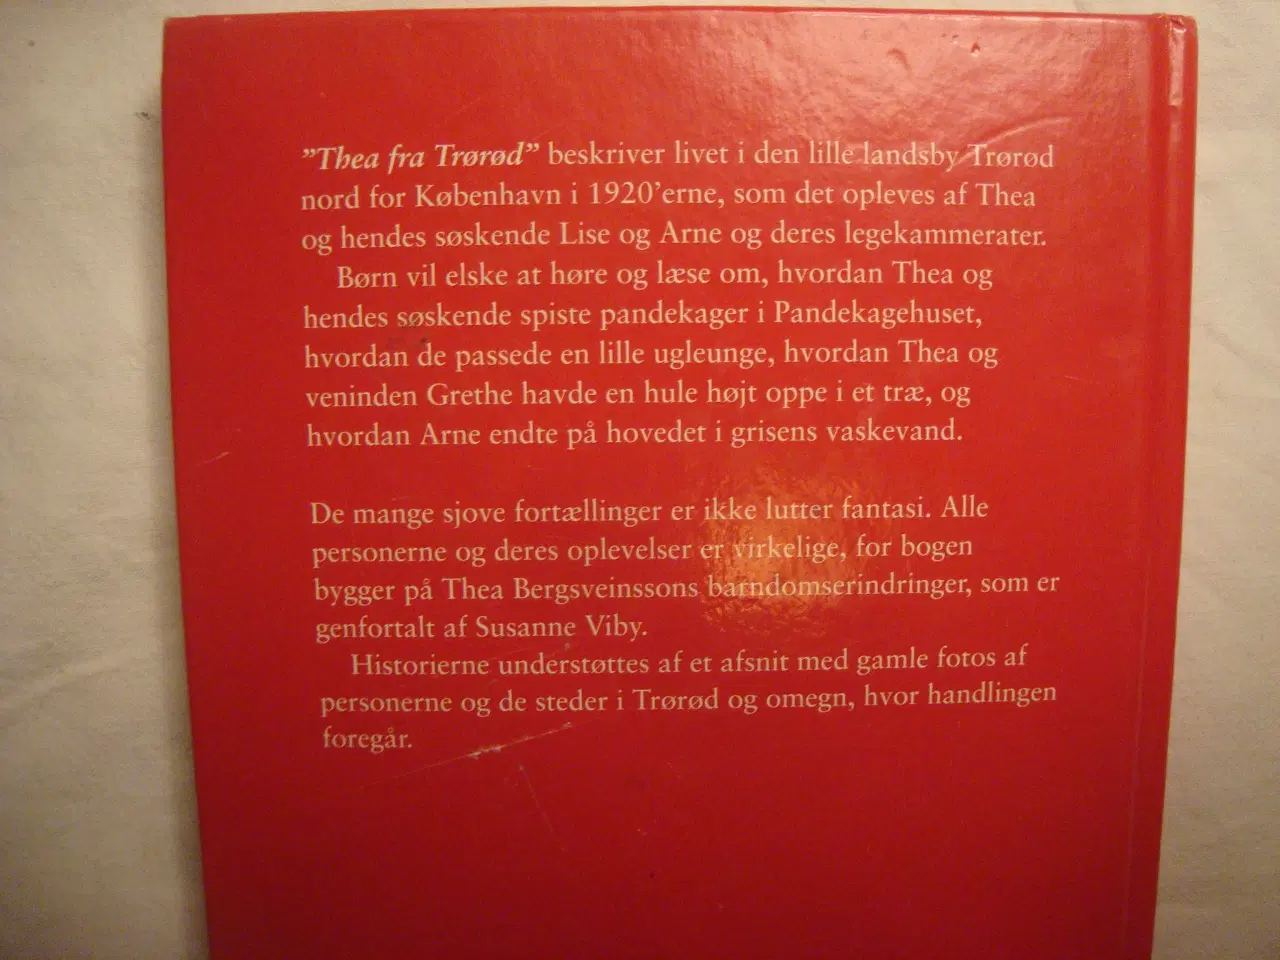 ”Thea fra Trørød” beskriver livet i den lille landsby Trørød
nord for København i 1920’erne, som det opleves af Thea
og hendes søskende Lise og Arne og deres legekammerater.
Børn vil elske at høre og læse om, hvordan Thea og
hendes søskende spiste pandekager i Pandekagehuset,
hvordan de passede en lille ugleunge, hvordan Thea og
veninden Grethe havde en hule højt oppe i et træ, og
hvordan Arne endte på hovedet i grisens vaskevand.
De mange sjove fortællinger er ikke lutter fantasi. Alle
personerne og deres oplevelser er virkelige, for bogen
bygger på Thea Bergsveinssons barndomserindringer, som er
genfortalt af Susanne Viby.
Historierne understøttes af et afsnit med gamle fotos af
personerne og de steder i Trørød og omegn, hvor handlingen
foregår.